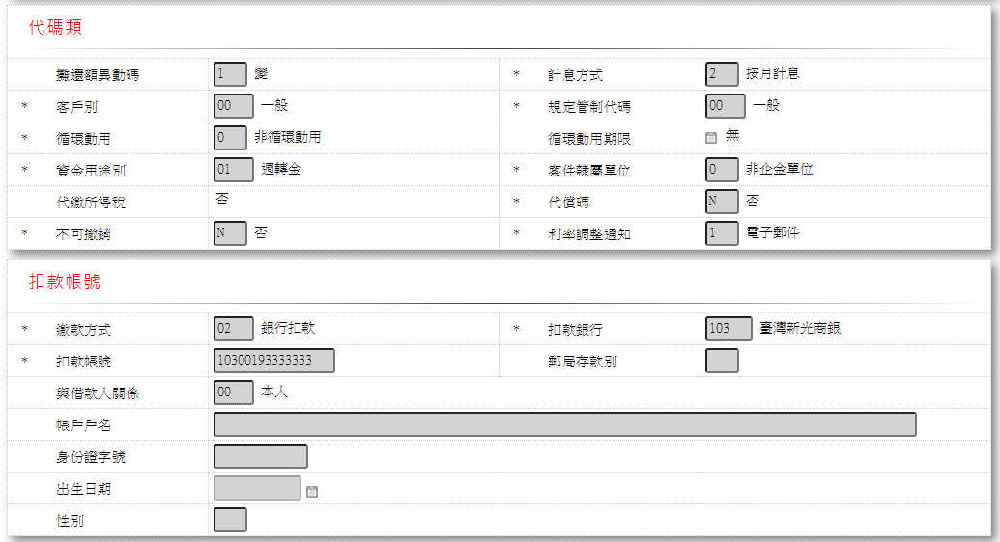 代碼類
攤還額異動碼 1 變 * 計息方式 2 按月計息
* 客戶別 00 一般 * 規定管制代碼 00 一般
* 循環動用 0 非循環動用 循環動用期限 無
* 資金用途別 01 週轉金 * 案件隸屬單位 0 非企金單位
代繳所得稅 否 * 代償碼 N 否
* 不可撤銷 N 否 * 利率調整通知 1 電子郵件
扣款帳號
* 繳款方式 02 銀行扣款 * 扣款銀行 103 臺灣新光商銀
* 扣款帳號 10300193333333 郵局存款別
與借款人關係 00 本人
帳戶戶名
身份證字號
出生日期
性別